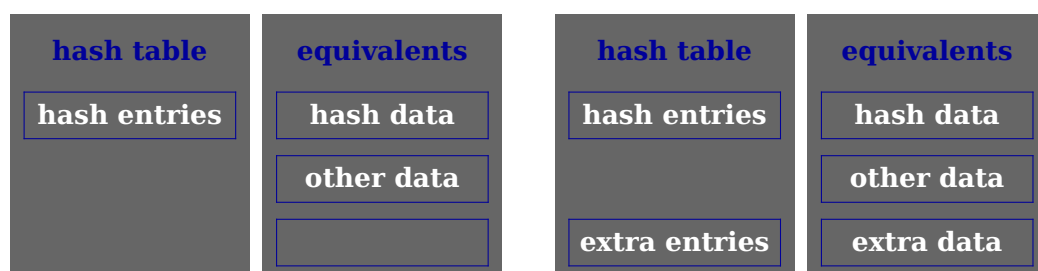 hash table
hash entries
equivalents
hash data
other data
hash table
hash entries
extra entries
equivalents
hash data
other data
extra data